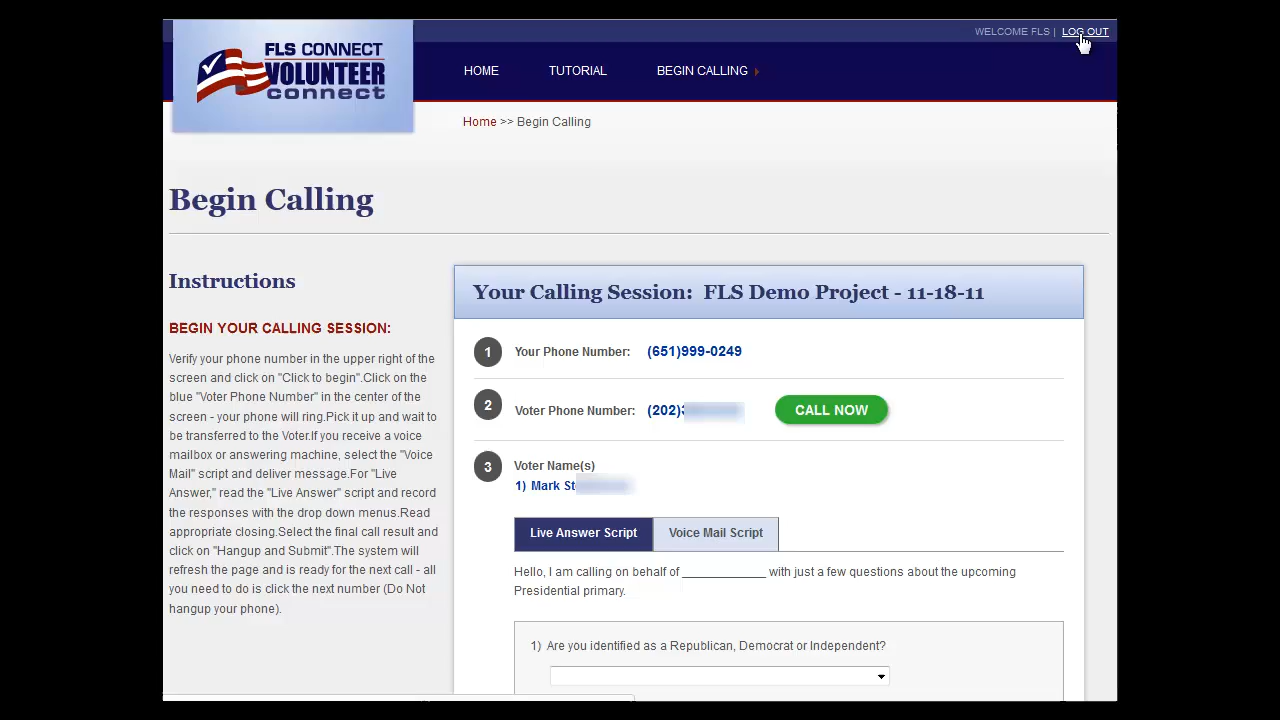 WELCOME FLS | LOG OUT
FLS CONNECT
VOLUNTEER
connect
HOME TUTORIAL BEGIN CALLING
Home >> Begin Calling
Begin Calling
Instructions
BEGIN YOUR CALLING SESSION:
Verify your phone number in the upper right of the
screen and click on "Click to begin".Click on the
blue "Voter Phone Number" in the center of the
screen - your phone will ring.Pick it up and wait to
be transferred to the Voter.If you receive a voice
mailbox or answering machine, select the "Voice
Mail" script and deliver message.For "Live
Answer," read the "Live Answer" script and record
the responses with the drop down menus.Read
appropriate closing.Select the final call result and
click on "Hangup and Submit".The system will
refresh the page and is ready for the next call - all
you need to do is click the next number (Do Not
hangup your phone).
Your Calling Session: FLS Demo Project - 11-18-11
1 Your Phone Number: (651)999-0249
2 Voter Phone Number: (202) CALL NOW
3 Voter Name(s)
1) Mark
Live Answer Script Voice Mail Script
Hello, I am calling on behalf of ____________ with just a few questions about the upcoming
Presidential primary.
1) Are you identified as a Republican, Democrat or Independent?